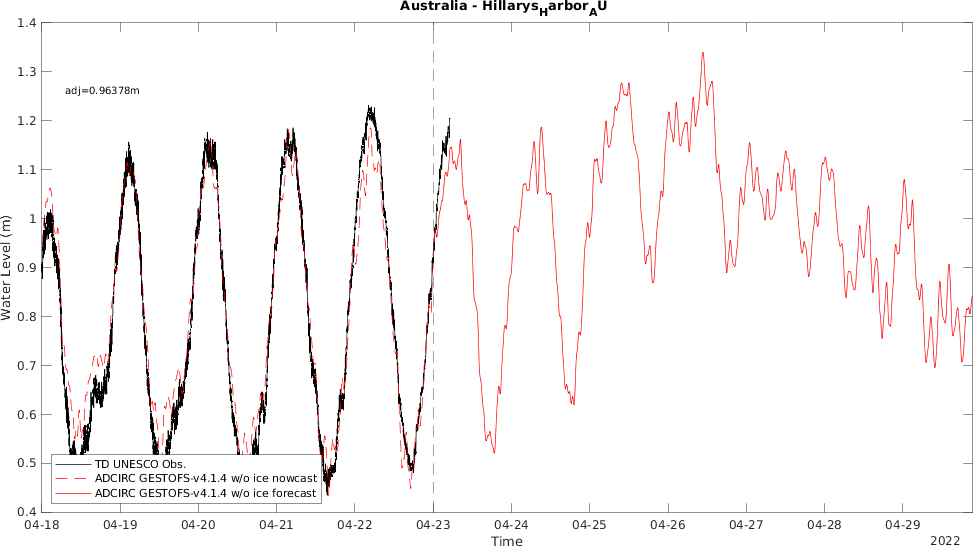 Australia - Hillarys_Harbor_AU
1.4
1.3
adj=0.96378m
1.2
1.1
1
0.9
0.8
0.7
0.6
0.5
0.4
Water Level (m)
TD UNESCO Obs.
ADCIRC GESTOFS-v4.1.4 w/o ice nowcast
ADCIRC GESTOFS-v4.1.4 w/o ice forecast
04-18 04-19 04-20 04-21 04-22 04-23 04-24 04-25 04-26 04-27 04-28 04-29
Time
2022